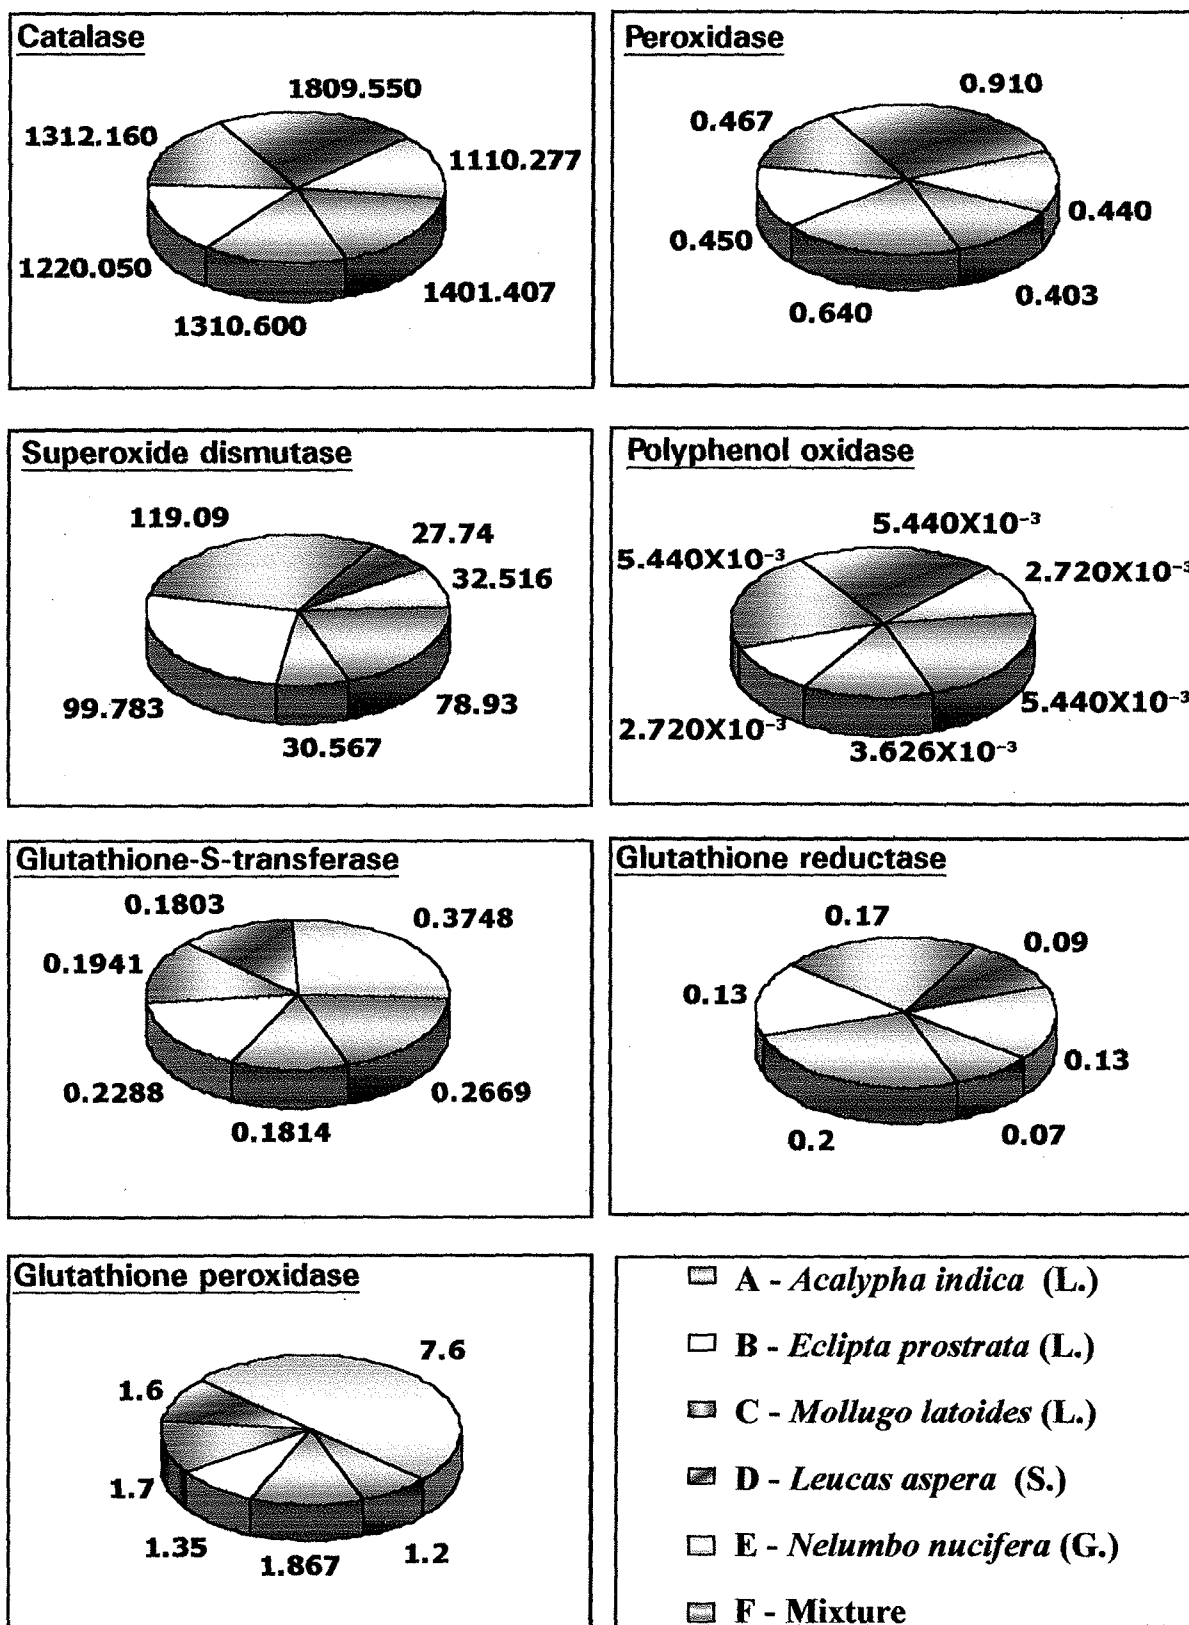 Catalase
1809.550
1312.160
1110.277
1220.050
1401.407
1310.600
Peroxidase
0.910
0.467
0.440
0.450
0.403
0.640
Superoxide dismutase
119.09
27.74
32.516
99.783
78.93
30.567
Polyphenol oxidase
5.440X10⁻³
5.440X10⁻³
2.720X10⁻³
5.440X10⁻³
2.720X10⁻³
3.626X10⁻³
Glutathione-S-transferase
0.1803
0.3748
0.1941
0.2288
0.2669
0.1814
Glutathione reductase
0.17
0.09
0.13
0.13
0.07
0.2
Glutathione peroxidase
7.6
1.6
1.7
1.35
1.867
1.2
A - Acalypha indica (L.)
B - Eclipta prostrata (L.)
C - Mollugo latoides (L.)
D - Leucas aspera (S.)
E - Nelumbo nucifera (G.)
F - Mixture